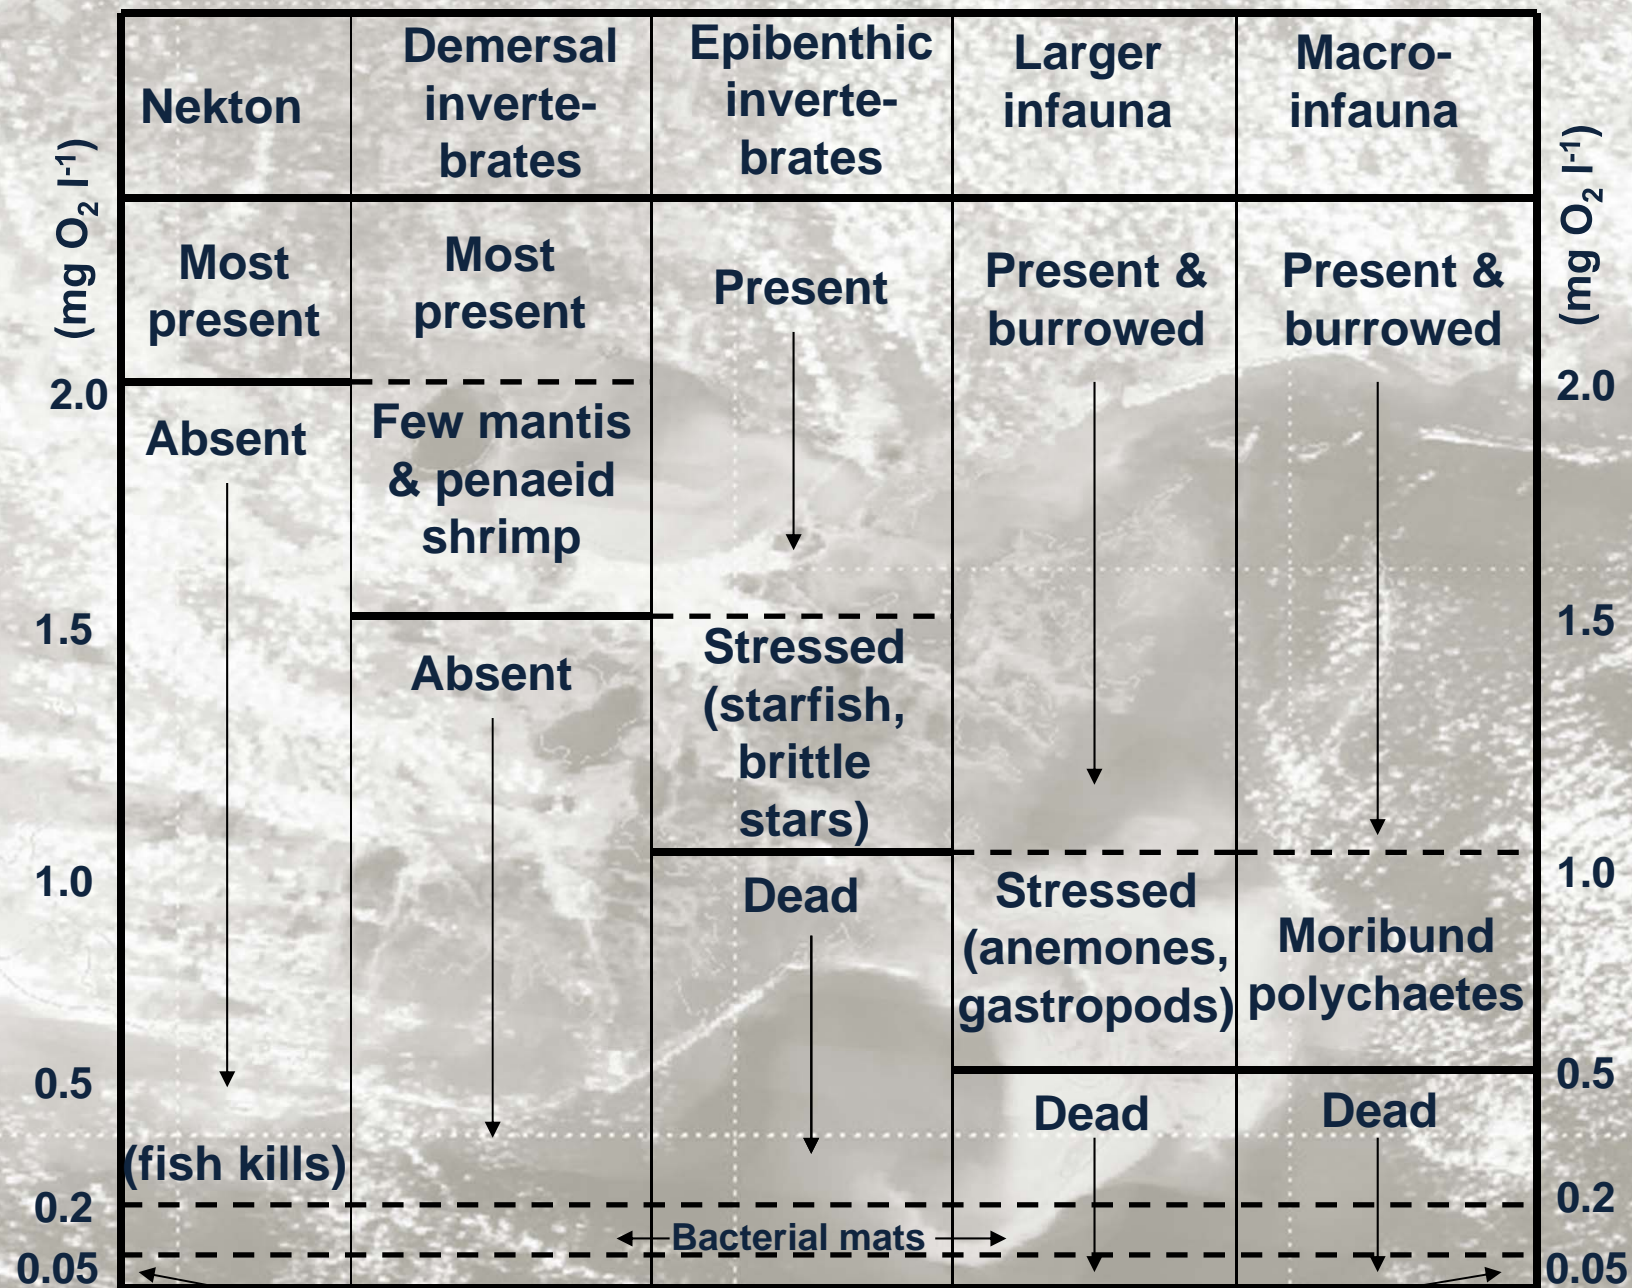 Nekton
Demersal
inverte-
brates
Epibenthic
inverte-
brates
Larger
infauna
Macro-
infauna
(mg O₂ l⁻¹)
(mg O₂ l⁻¹)
Most
present
Most
present
Present
Present &
burrowed
Present &
burrowed
2.0
2.0
Absent
Few mantis
& penaeid
shrimp
1.5
1.5
Absent
Stressed
(starfish,
brittle
stars)
1.0
1.0
Dead
Stressed
(anemones,
gastropods)
Moribund
polychaetes
0.5
0.5
Dead
Dead
(fish kills)
0.2
0.2
Bacterial mats
0.05
0.05